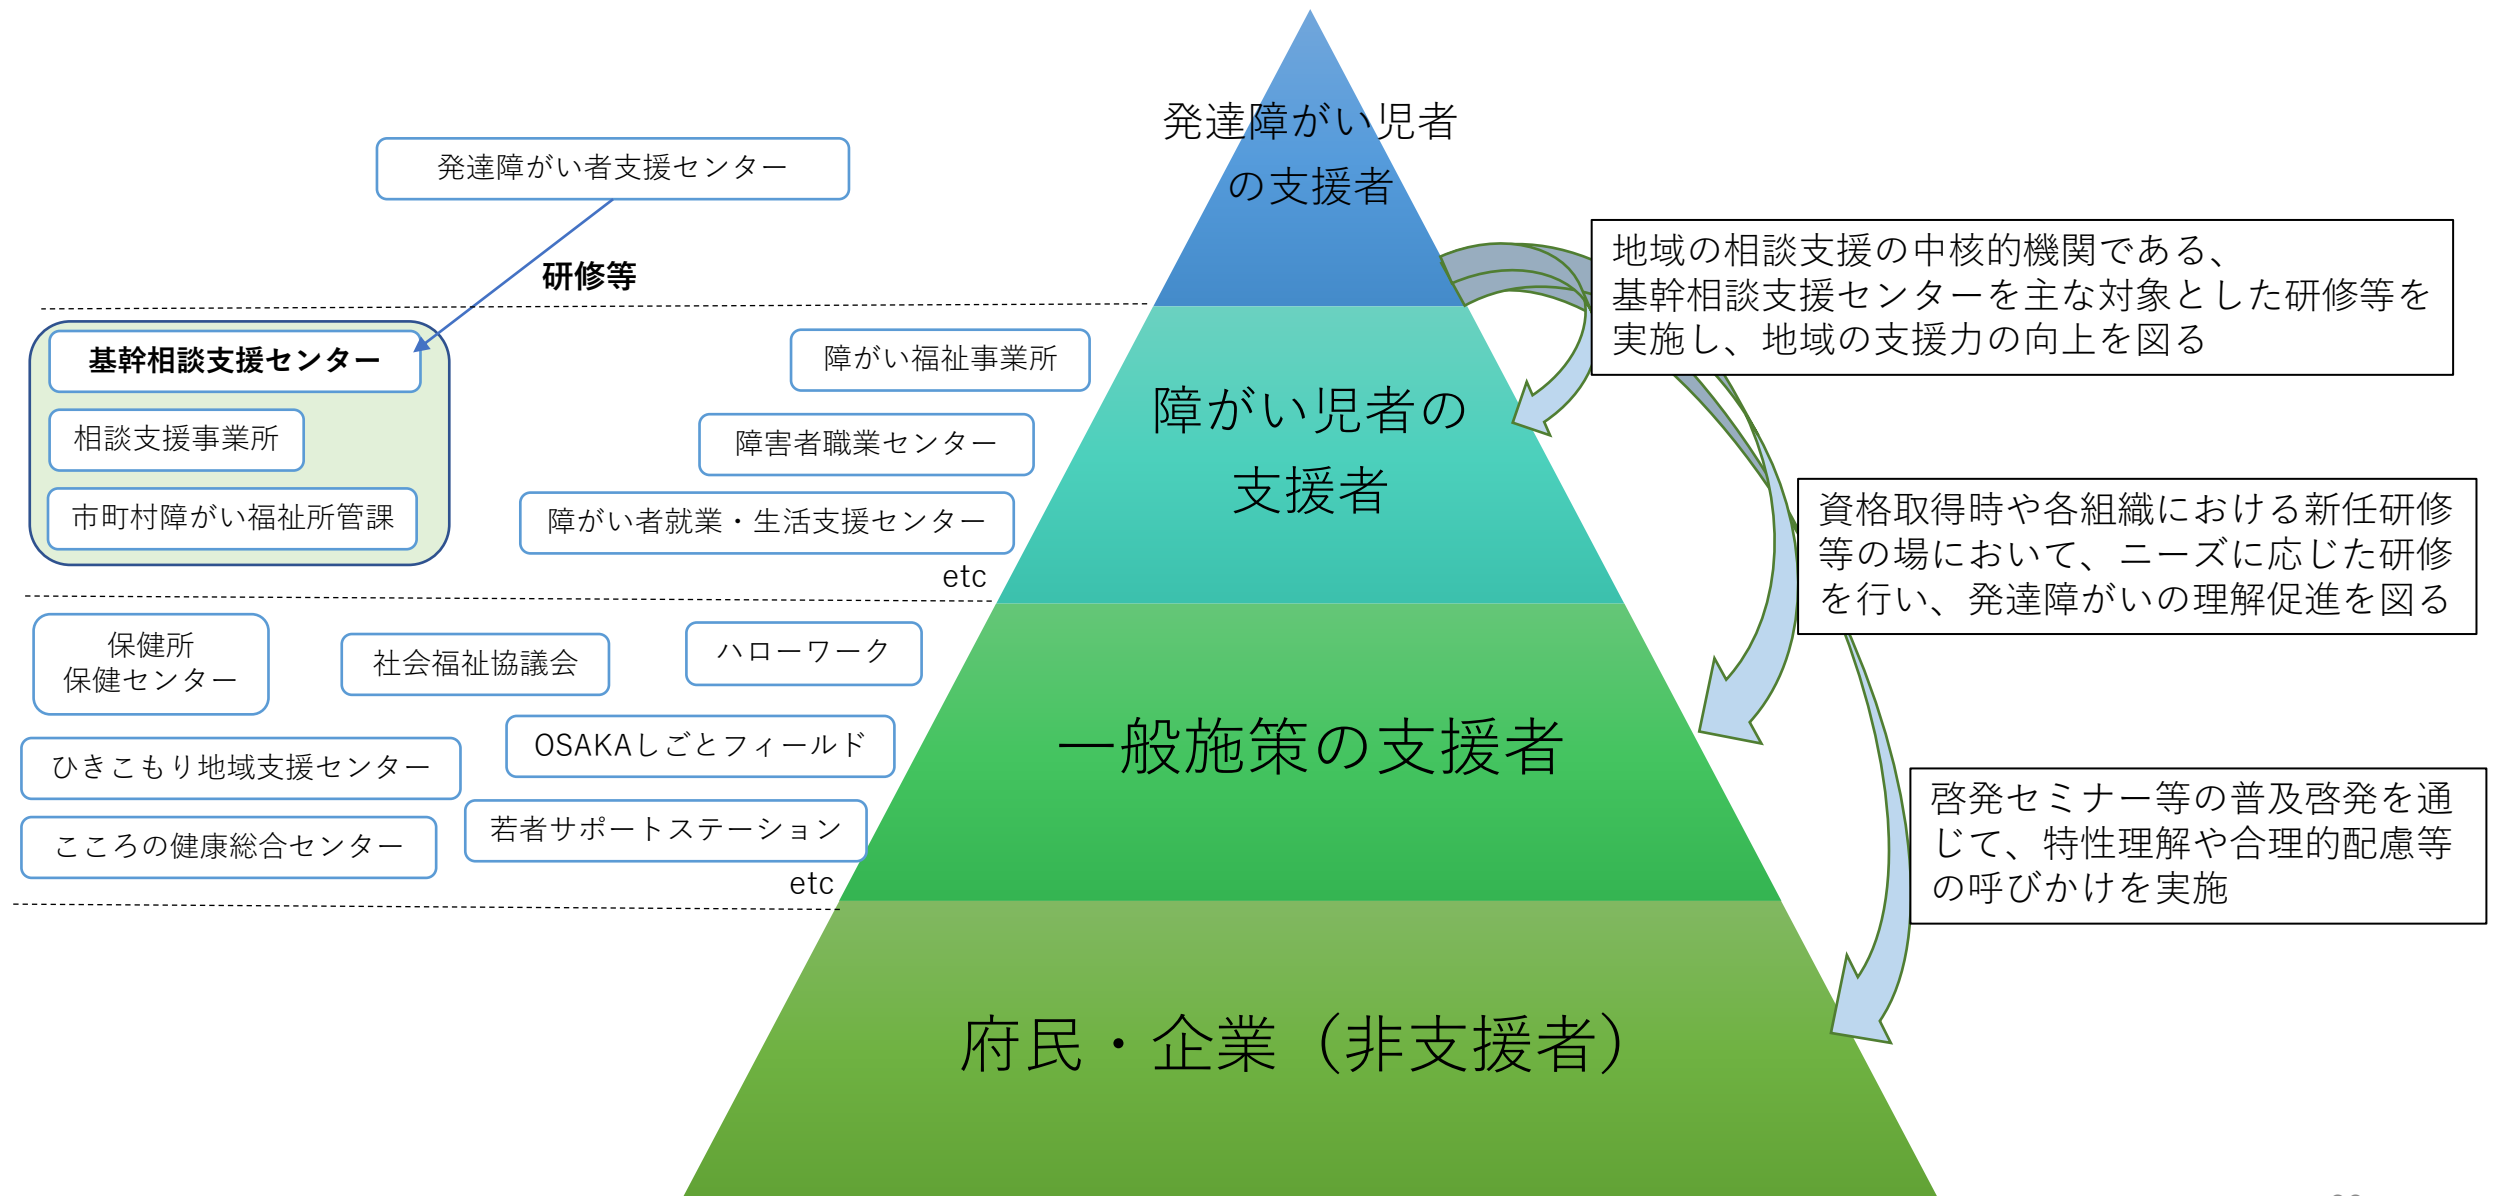 発達障がい児者
の支援者
発達障がい者支援センター
研修等
地域の相談支援の中核的機関である、
基幹相談支援センターを主な対象とした研修等を
実施し、地域の支援力の向上を図る
基幹相談支援センター
相談支援事業所
市町村障がい福祉所管課
障がい福祉事業所
障害者職業センター
障がい者就業・生活支援センター
etc
障がい児者の
支援者
資格取得時や各組織における新任研修
等の場において、ニーズに応じた研修
を行い、発達障がいの理解促進を図る
保健所
保健センター
社会福祉協議会
ハローワーク
OSAKAしごとフィールド
ひきこもり地域支援センター
若者サポートステーション
こころの健康総合センター
etc
一般施策の支援者
啓発セミナー等の普及啓発を通
じて、特性理解や合理的配慮等
の呼びかけを実施
府民・企業（非支援者）